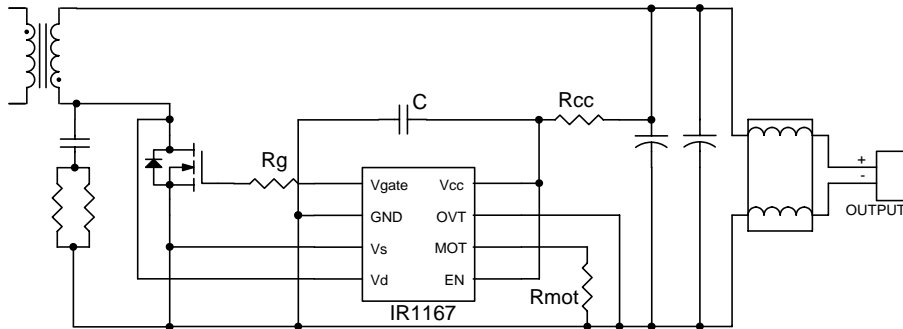 C
Rcc
Rg
Vgate
Vcc
GND
OVT
Vs
MOT
Vd
EN
IR1167
Rmot
+
-
OUTPUT